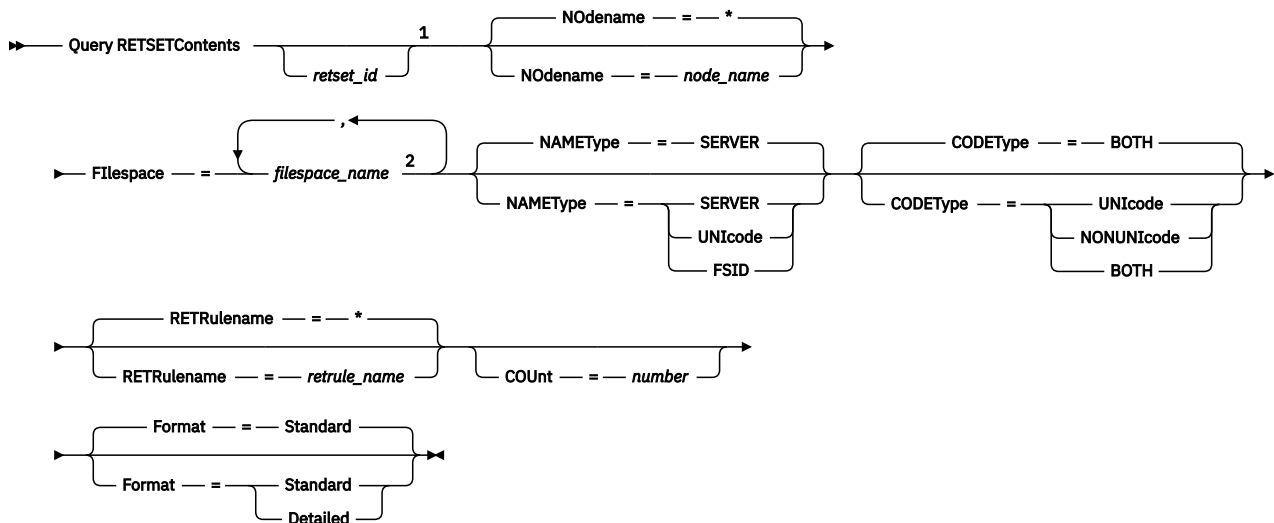 NOdename = *
Query RETSETContents
retset_id
1
NOdename = node_name
,
FIlespace = filespace_name
2
NAMEType = SERVER
NAMEType = SERVER
UNIcode
FSID
CODEType = BOTH
CODEType = UNIcode
NONUNIcode
BOTH
RETRulename = *
RETRulename = retrule_name
COUnt = number
Format = Standard
Format = Standard
Detailed